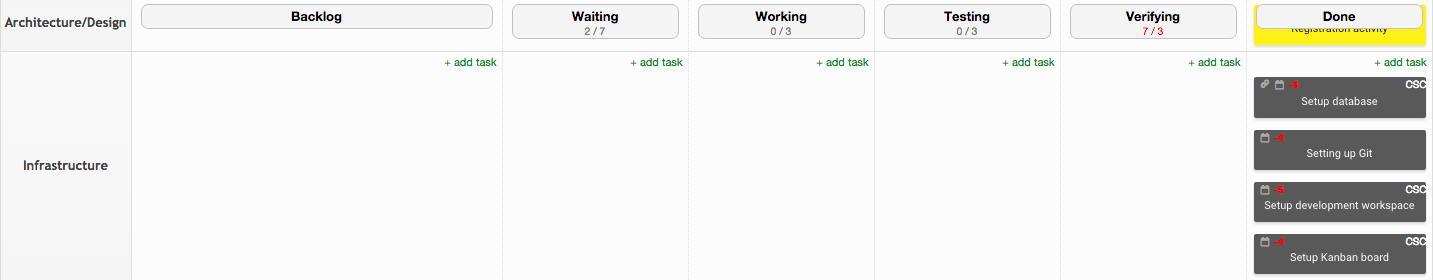 Architecture/Design
Backlog
Waiting
2 / 7
Working
0 / 3
Testing
0 / 3
Verifying
7 / 3
Done
Registration activity
Infrastructure
+ add task
+ add task
+ add task
+ add task
+ add task
+ add task
-4 CSC
Setup database
-4
Setting up Git
-5 CSC
Setup development workspace
-4 CSC
Setup Kanban board